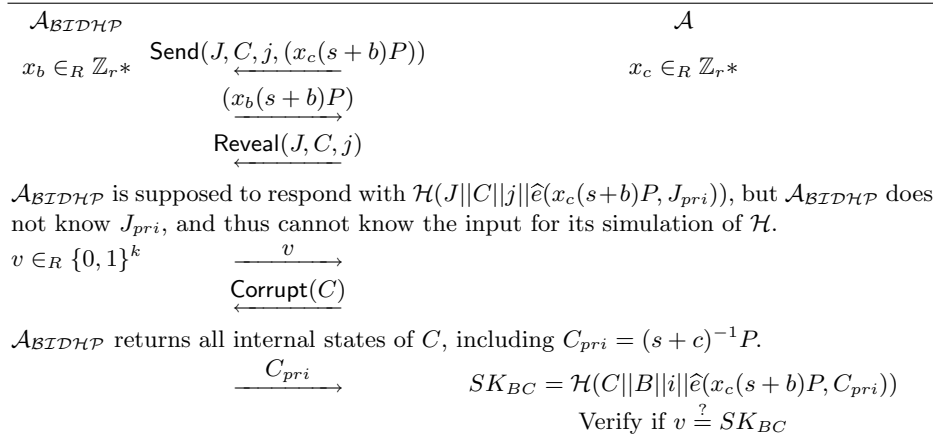 𝒜_{ℬℐ𝒟ℋ𝒫} 𝒜
x_b ∈_R ℤ_r* Send(J, C, j, (x_c(s + b)P)) x_c ∈_R ℤ_r*
(x_b(s + b)P)
Reveal(J, C, j)
𝒜_{ℬℐ𝒟ℋ𝒫} is supposed to respond with ℋ(J||C||j||ê(x_c(s+b)P, J_{pri})), but 𝒜_{ℬℐ𝒟ℋ𝒫} does
not know J_{pri}, and thus cannot know the input for its simulation of ℋ.
v ∈_R {0, 1}^k v
Corrupt(C)
𝒜_{ℬℐ𝒟ℋ𝒫} returns all internal states of C, including C_{pri} = (s + c)^{-1}P.
C_{pri} SK_{BC} = ℋ(C||B||i||ê(x_c(s + b)P, C_{pri}))
Verify if v ≟ SK_{BC}